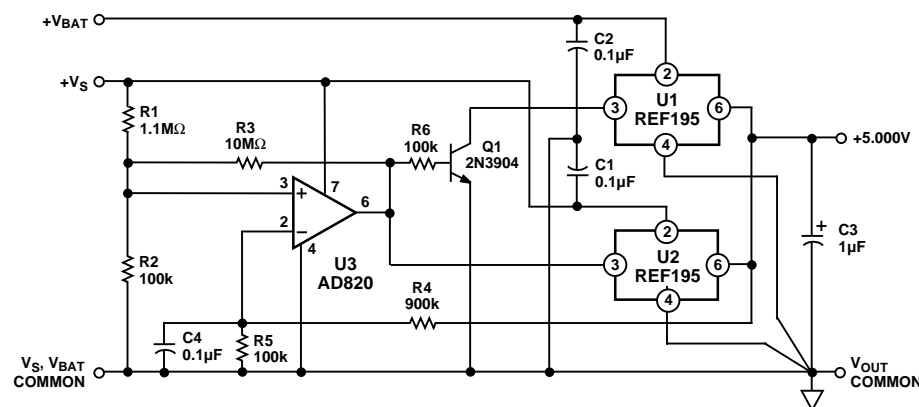 +VBAT
C2
0.1µF
2
+VS
R1
1.1MΩ
3
U1
REF195
6
4
R3
10MΩ
R6
100k
Q1
2N3904
+5.000V
C1
0.1µF
3
+
7
6
2
–
4
U3
AD820
2
3
U2
REF195
6
4
+
C3
1µF
R2
100k
R4
900k
C4
0.1µF
R5
100k
VS, VBAT
COMMON
VOUT
COMMON